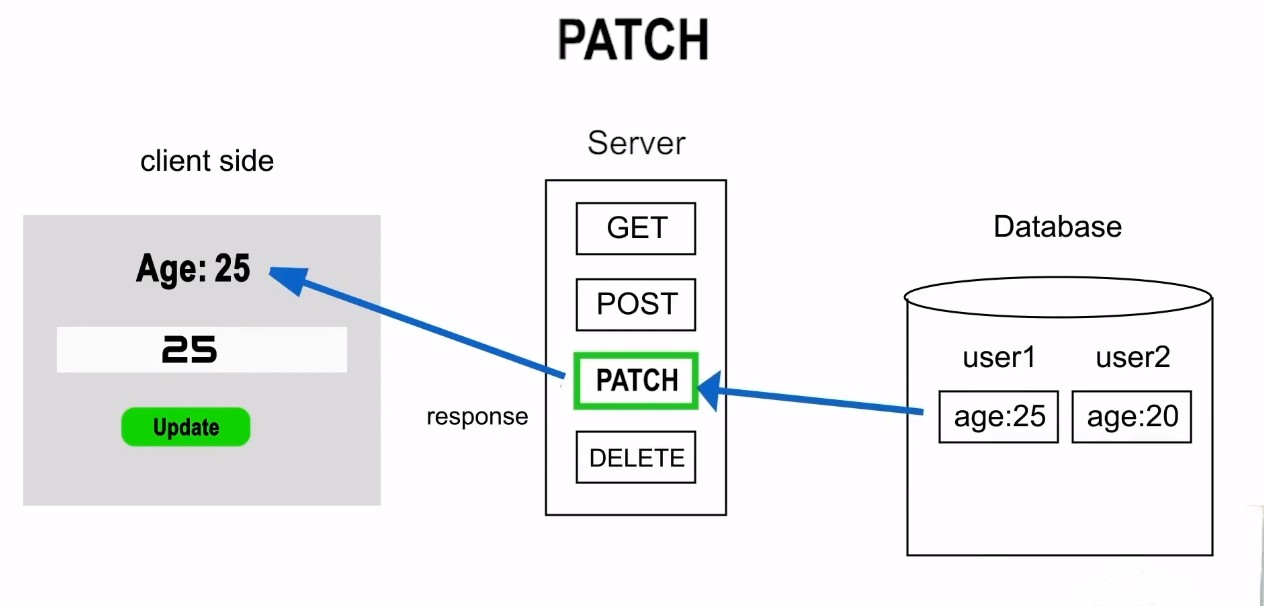 PATCH
client side
Age: 25
25
Update
response
Server
GET
POST
PATCH
DELETE
Database
user1 user2
age:25 age:20